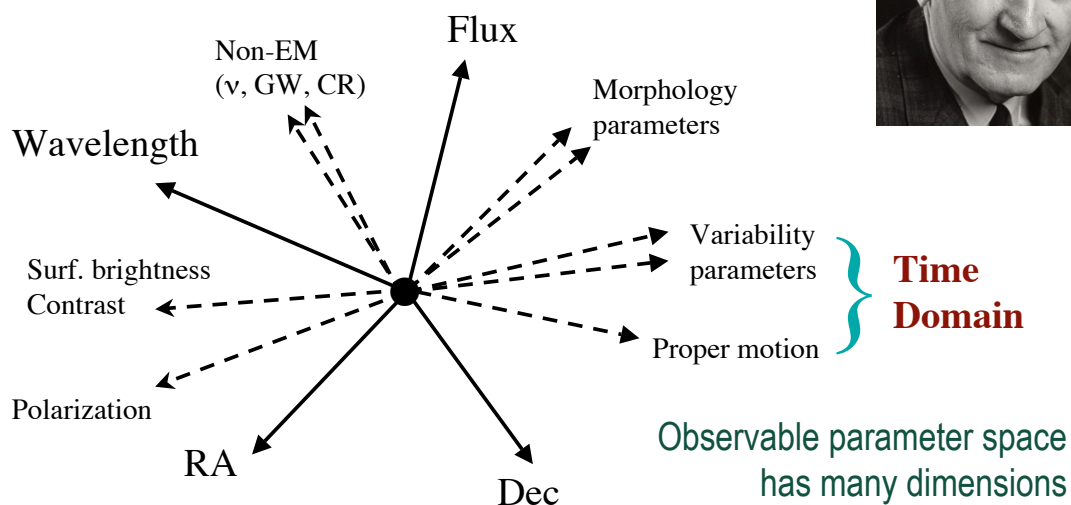 Flux
Non-EM
(ν, GW, CR)
Morphology
parameters
Wavelength
Variability
parameters
Time
Domain
Surf. brightness
Contrast
Proper motion
Polarization
RA
Dec
Observable parameter space
has many dimensions